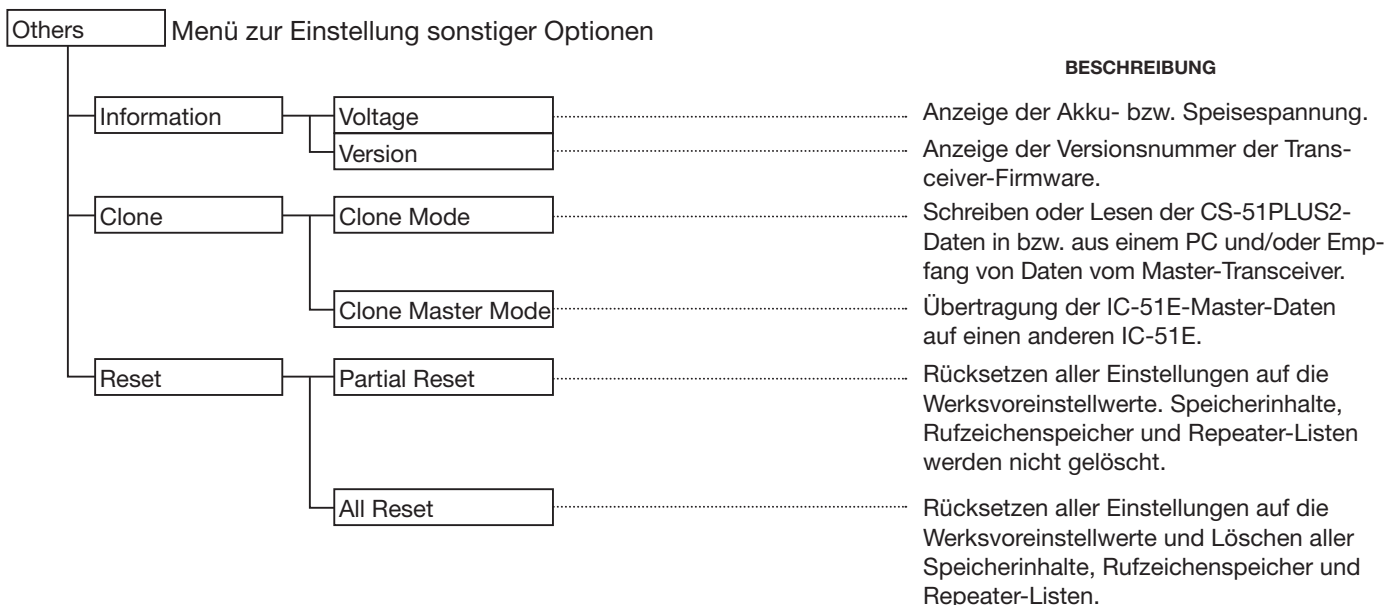 Others Menü zur Einstellung sonstiger Optionen
BESCHREIBUNG
Information Voltage Anzeige der Akku- bzw. Speisespannung.
Version Anzeige der Versionsnummer der Trans-
ceiver-Firmware.
Clone Clone Mode Schreiben oder Lesen der CS-51PLUS2-
Daten in bzw. aus einem PC und/oder Emp-
fang von Daten vom Master-Transceiver.
Clone Master Mode Übertragung der IC-51E-Master-Daten
auf einen anderen IC-51E.
Reset Partial Reset Rücksetzen aller Einstellungen auf die
Werksvoreinstellwerte. Speicherinhalte,
Rufzeichenspeicher und Repeater-Listen
werden nicht gelöscht.
All Reset Rücksetzen aller Einstellungen auf die
Werksvoreinstellwerte und Löschen aller
Speicherinhalte, Rufzeichenspeicher und
Repeater-Listen.